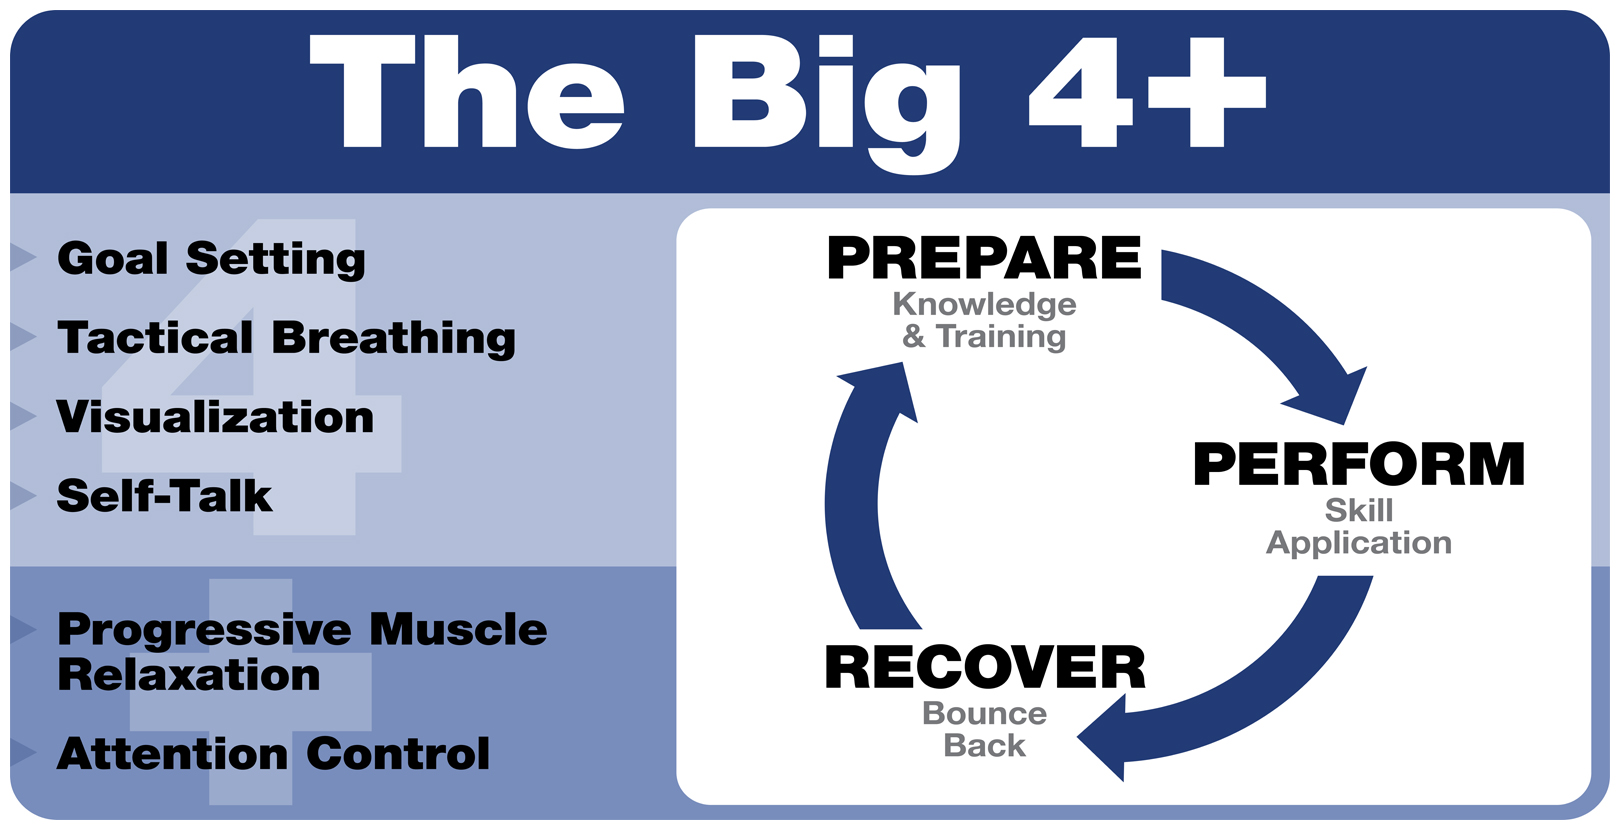 The Big 4+
Goal Setting
Tactical Breathing
Visualization
Self-Talk
Progressive Muscle
Relaxation
Attention Control
PREPARE
Knowledge
& Training
PERFORM
Skill
Application
RECOVER
Bounce
Back
4
+